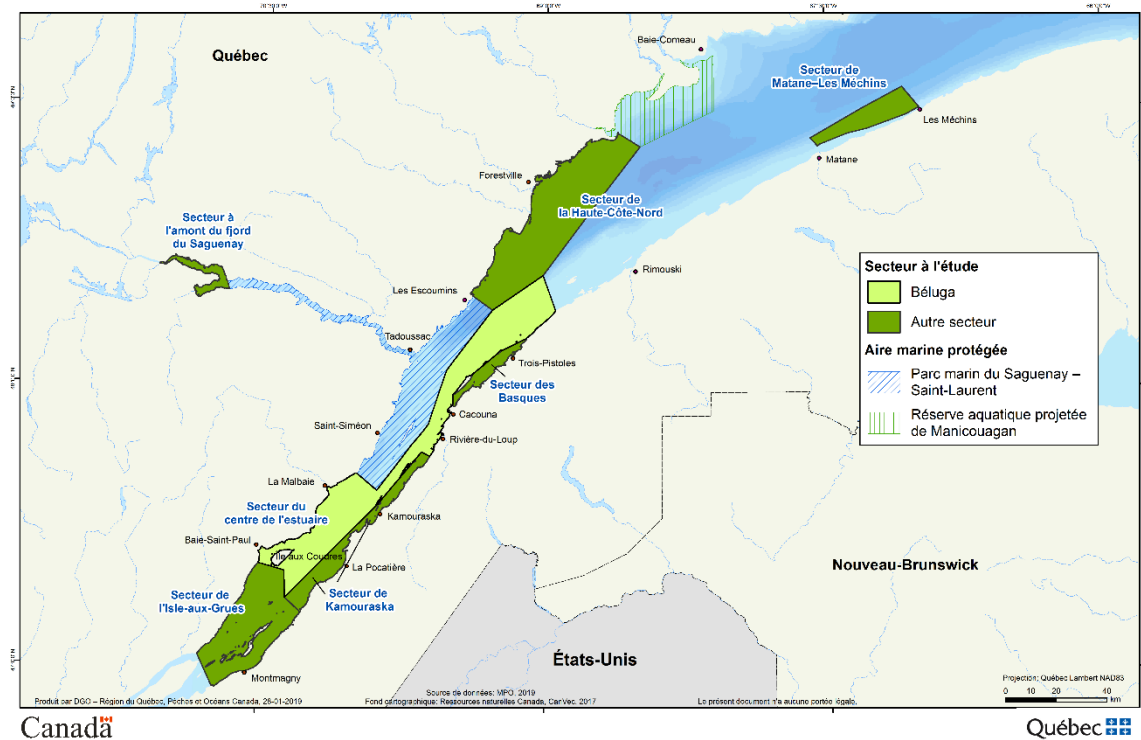 Baie-Comeau
Québec
Secteur de
Matane–Les Méchins
Les Méchins
Matane
Forestville
Secteur de
la Haute-Côte-Nord
Secteur à
l'amont du fjord
du Saguenay
Rimouski
Les Escoumins
Tadoussac
Trois-Pistoles
Secteur des
Basques
Cacouna
Saint-Siméon
Rivière-du-Loup
La Malbaie
Secteur du
centre de l'estuaire
Kamouraska
Baie-Saint-Paul
Ile aux Coudres
La Pocatière
Secteur de
Kamouraska
Secteur de
l'Isle-aux-Grues
Montmagny
Nouveau-Brunswick
États-Unis
Secteur à l'étude
Béluga
Autre secteur
Aire marine protégée
Parc marin du Saguenay –
Saint-Laurent
Réserve aquatique projetée
de Manicouagan
Projection: Québec Lambert NAD83
0 10 20 40
km
Source de données: MPO, 2019
Produit par DGO – Région du Québec, Pêches et Océans Canada, 26-01-2019
Fond cartographique: Ressources naturelles Canada, CanVec, 2017
Le présent document n'a aucune portée légale.
Canada
Québec